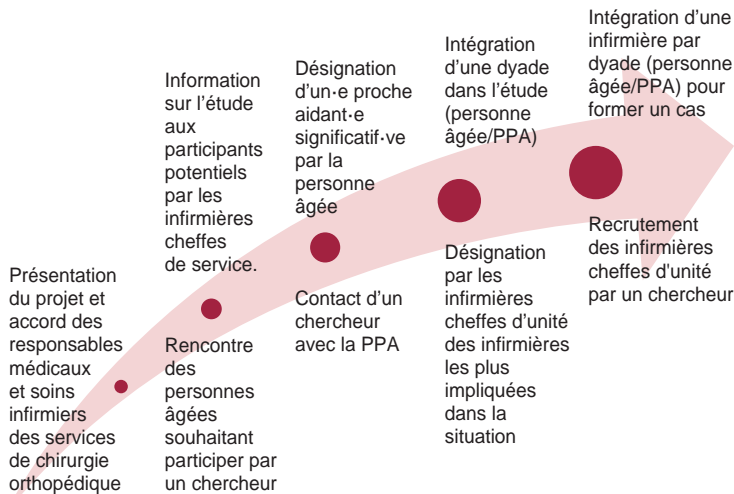 Présentation
du projet et
accord des
responsables
médicaux
et soins
infirmiers
des services
de chirurgie
orthopédique
Information
sur l'étude
aux
participants
potentiels
par les
infirmières
cheffes
de service.
Rencontre
des
personnes
âgées
souhaitant
participer par
un chercheur
Désignation
d'un·e proche
aidant·e
significatif·ve
par la
personne
âgée
Contact d'un
chercheur
avec la PPA
Intégration
d'une dyade
dans l'étude
(personne
âgée/PPA)
Désignation
par les
infirmières
cheffes d'unité
des infirmières
les plus
impliquées
dans la
situation
Intégration d'une
infirmière par
dyade (personne
âgée/PPA) pour
former un cas
Recrutement
des infirmières
cheffes d'unité
par un chercheur